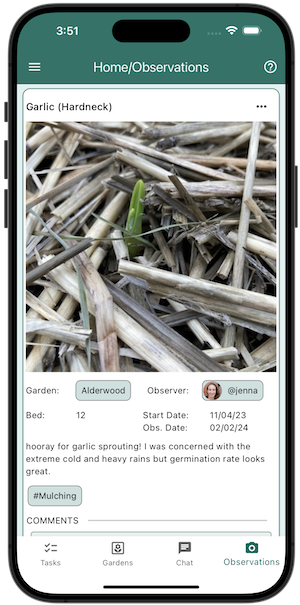 3:51
Home/Observations
Garlic (Hardneck)
Garden: Alderwood Observer: @jenna
Bed: 12 Start Date: 11/04/23
Obs. Date: 02/02/24
hooray for garlic sprouting! I was concerned with the
extreme cold and heavy rains but germination rate looks
great.
#Mulching
COMMENTS
Tasks Gardens Chat Observations